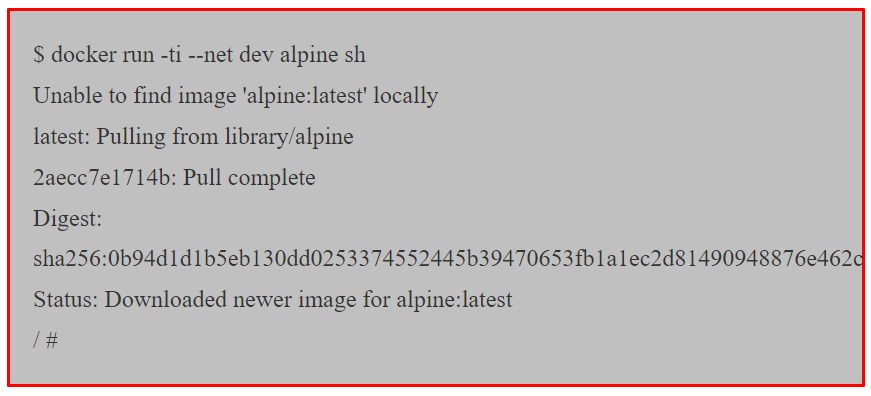 $ docker run -ti --net dev alpine sh
Unable to find image 'alpine:latest' locally
latest: Pulling from library/alpine
2aecc7e1714b: Pull complete
Digest:
sha256:0b94d1d1b5eb130dd0253374552445b39470653fb1a1ec2d81490948876e462c
Status: Downloaded newer image for alpine:latest
/ #